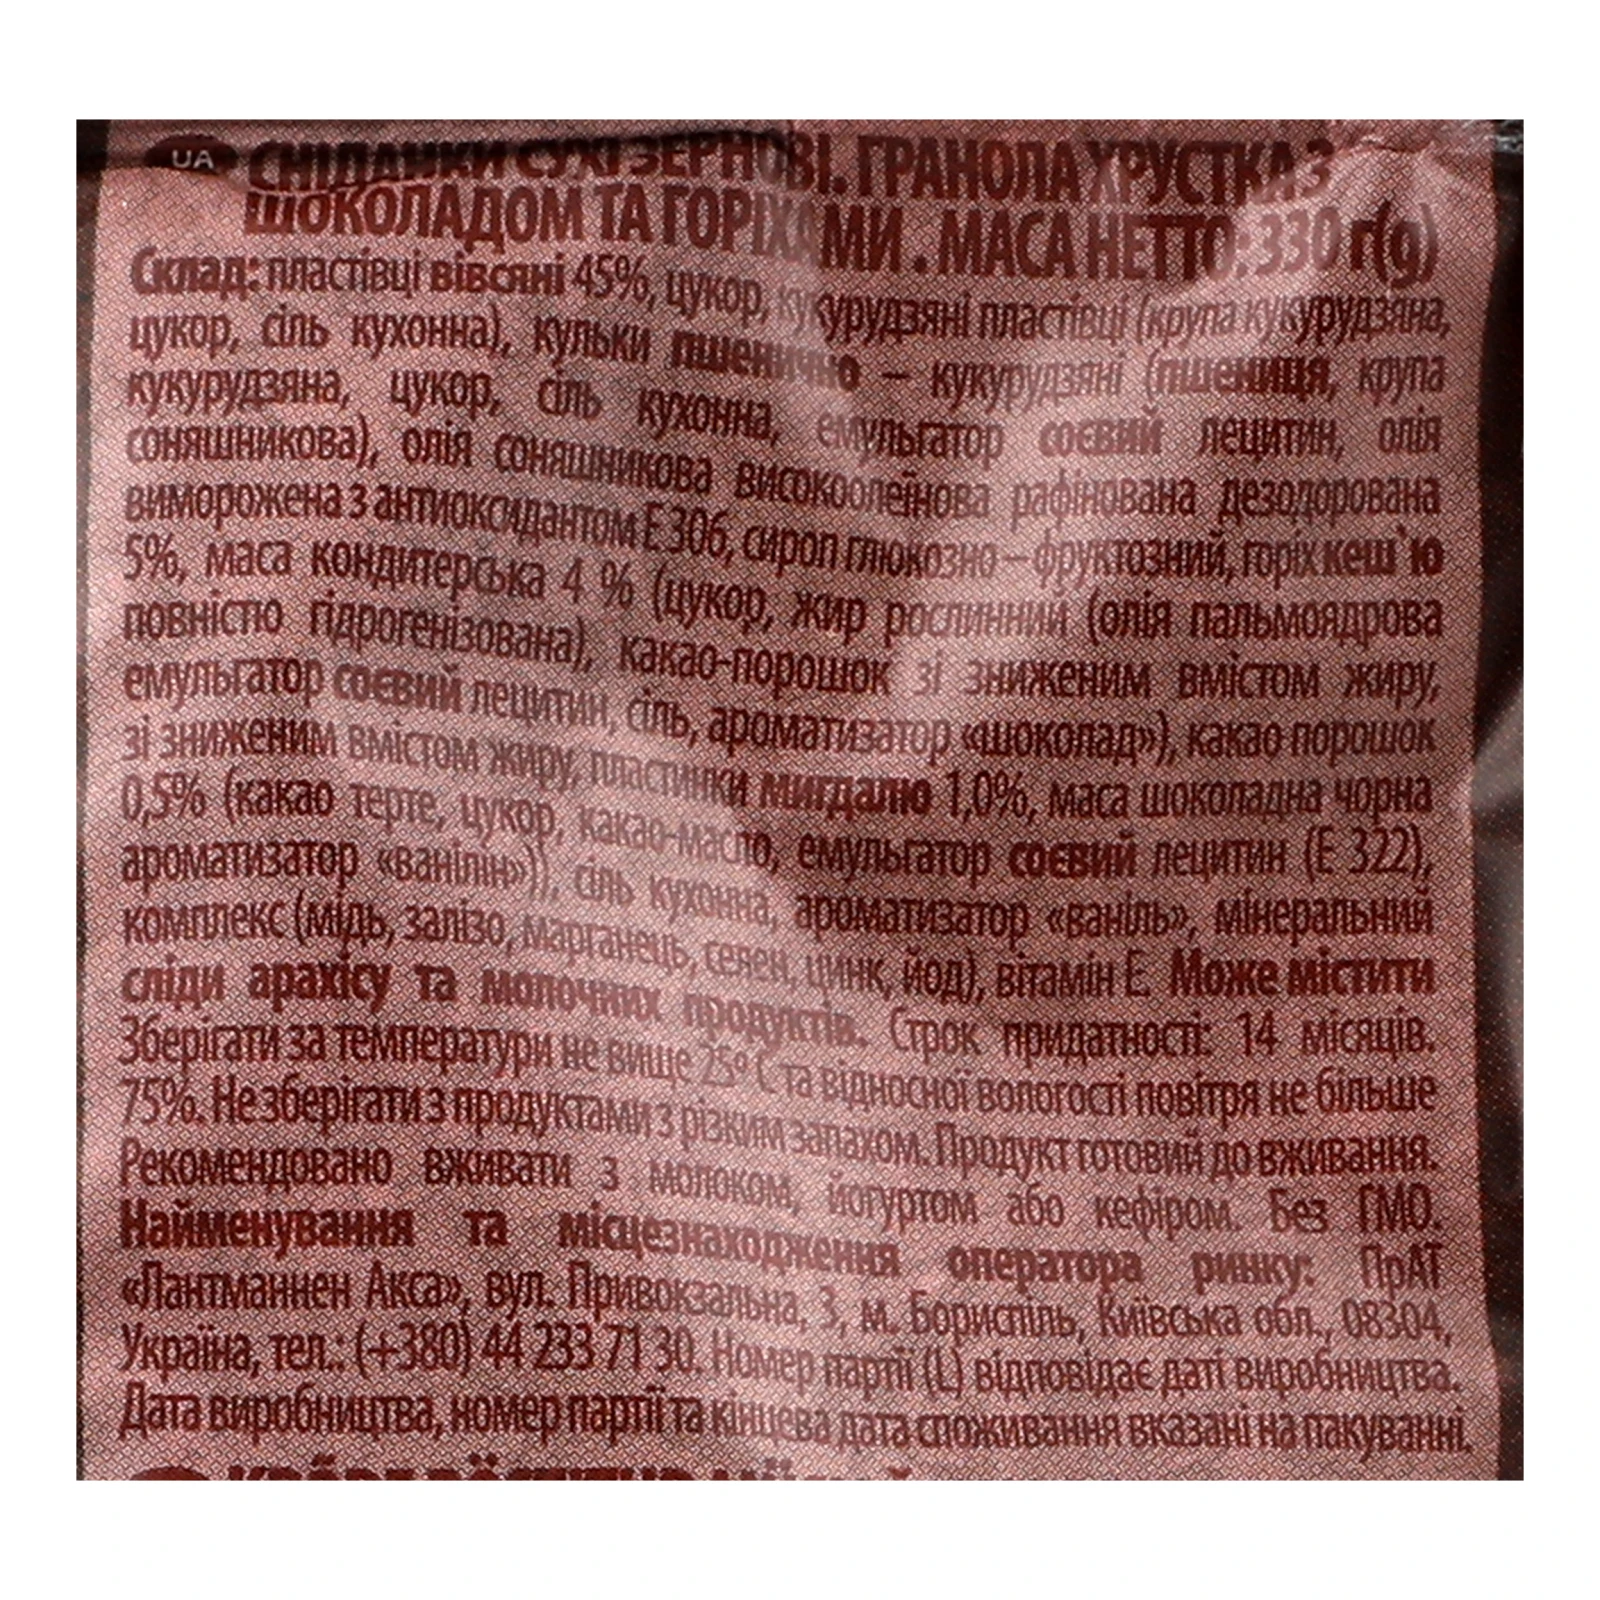 UA СНІДАНКИ СУХІ ЗЕРНОВІ. ГРАНОЛА ХРУСТКА З
ШОКОЛАДОМ ТА ГОРІХАМИ . МАСА НЕТТО: 330 г(g)
Склад: пластівці вівсяні 45%, цукор, кукурудзяні пластівці (крупа кукурудзяна,
цукор, сіль кухонна), кульки пшенично – кукурудзяні (пшениця, крупа
кукурудзяна, цукор, сіль кухонна, емульгатор соєвий лецитин, олія
соняшникова), олія соняшникова високоолеїнова рафінована дезодорована
виморожена з антиоксидантом Е 306, сироп глюкозно – фруктозний, горіх кеш`ю
5%, маса кондитерська 4 % (цукор, жир рослинний (олія пальмоядрова
повністю гідрогенізована), какао-порошок зі зниженим вмістом жиру,
емульгатор соєвий лецитин, сіль, ароматизатор «шоколад»), какао порошок
зі зниженим вмістом жиру, пластинки мигдалю 1,0%, маса шоколадна чорна
0,5% (какао терте, цукор, какао-масло, емульгатор соєвий лецитин (Е 322),
ароматизатор «ванілін»)), сіль кухонна, ароматизатор «ваніль», мінеральний
комплекс (мідь, залізо, марганець, селен, цинк, йод), вітамін Е. Може містити
сліди арахісу та молочних продуктів. Строк придатності: 14 місяців.
Зберігати за температури не вище 25º С та відносної вологості повітря не більше
75%. Не зберігати з продуктами з різким запахом. Продукт готовий до вживання.
Рекомендовано вживати з молоком, йогуртом або кефіром. Без ГМО.
Найменування та місцезнаходження оператора ринку: ПрАТ
«Лантманнен Акса», вул. Привокзальна, 3, м. Бориспіль, Київська обл., 08304,
Україна, тел.: (+380) 44 233 71 30. Номер партії (L) відповідає даті виробництва.
Дата виробництва, номер партії та кінцева дата споживання вказані на пакуванні.